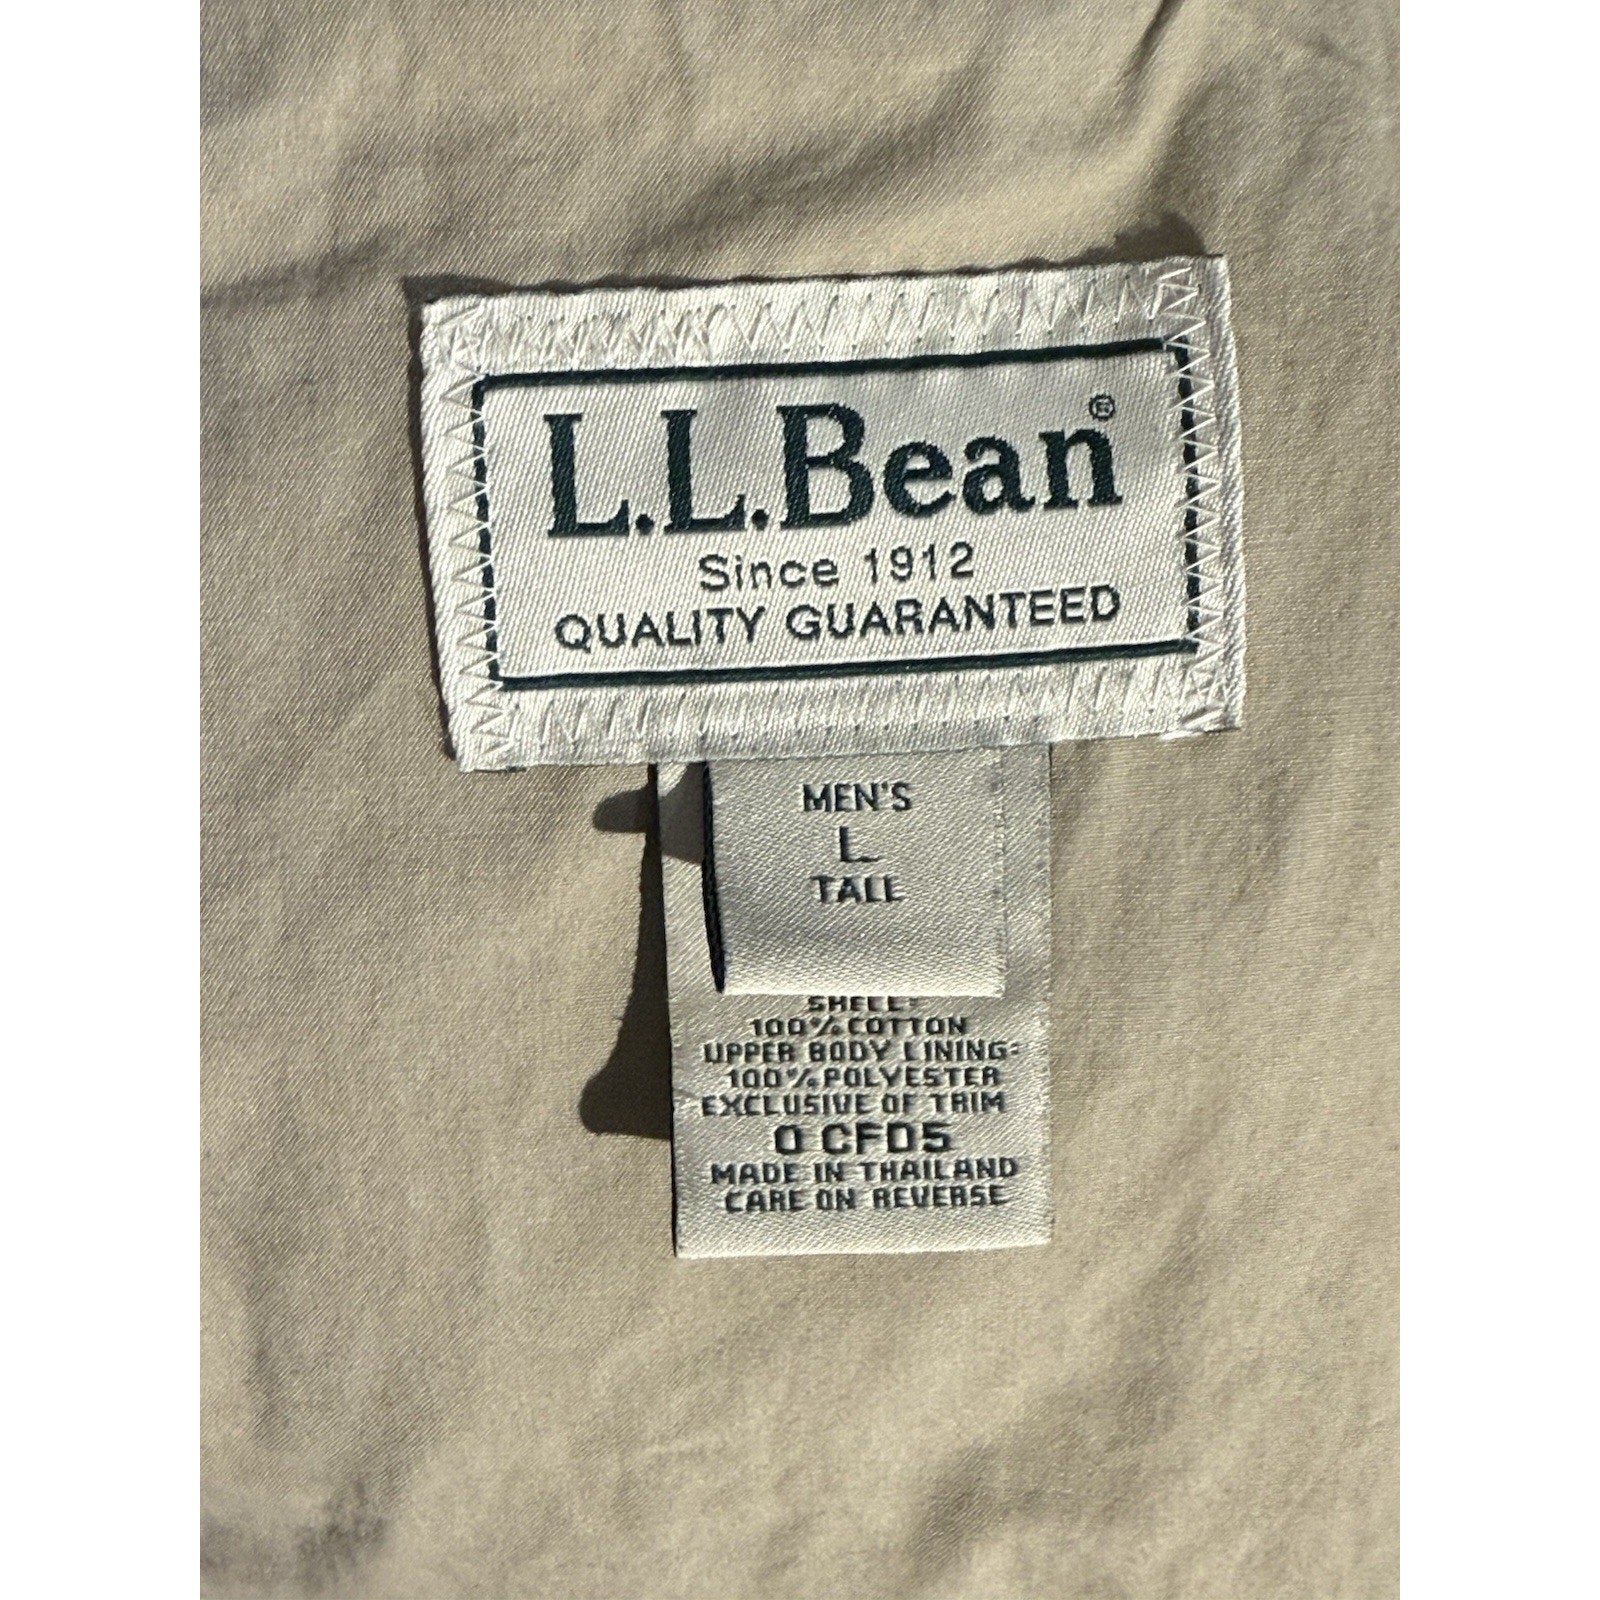 L.L.Bean®
Since 1912
QUALITY GUARANTEED
MEN'S
L
TALL
SHELL:
100% COTTON
UPPER BODY LINING:
100% POLYESTER
EXCLUSIVE OF TRIM
0 CFD5
MADE IN THAILAND
CARE ON REVERSE